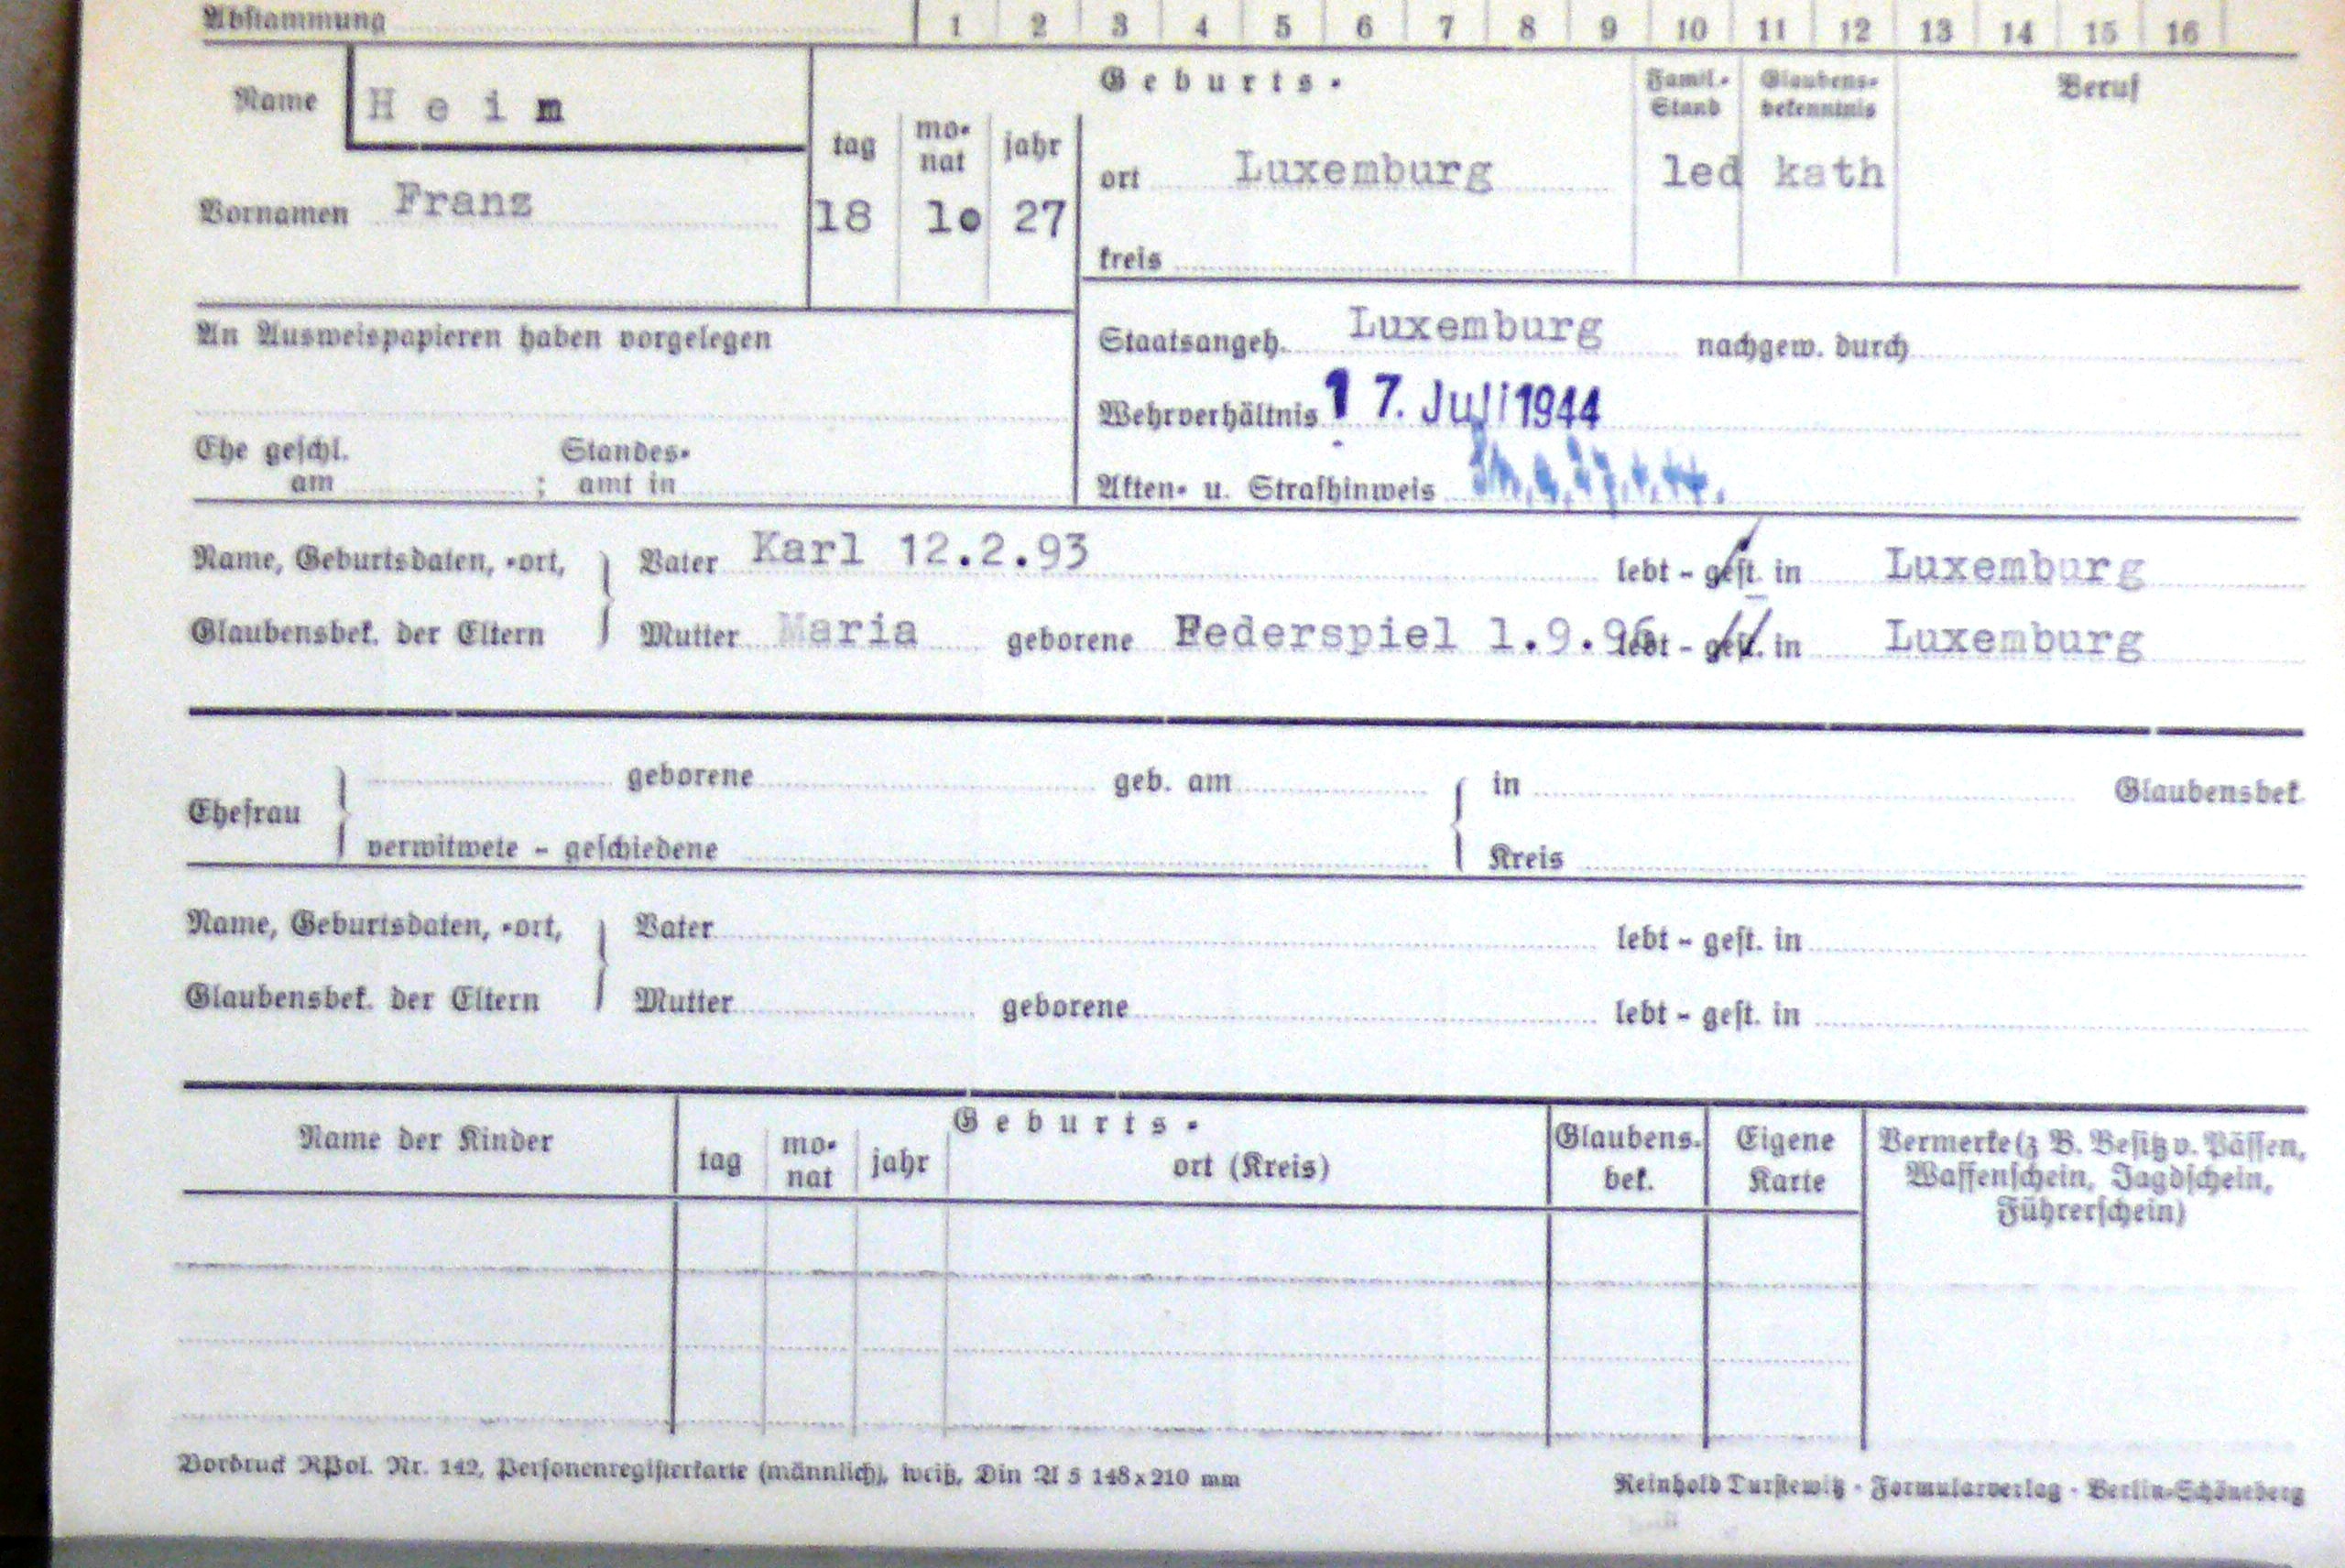 Abstammung 1 2 3 4 5 6 7 8 9 10 11 12 13 14 15 16
Name Heim
Geburts-
Famil.- Stand
Glaubens- bekenntnis
Beruf
tag monat jahr
ort Luxemburg led kath
Vornamen Franz 18 10 27
kreis
An Ausweispapieren haben vorgelegen
Staatsangeh. Luxemburg nachgew. durch
Wehrverhältnis 17. Juli 1944
Ehe geschl. Standes-
am ; amt in
Akten- u. Strafhinweis
Name, Geburtsdaten, -ort, Vater Karl 12.2.93 lebt - gest. in Luxemburg
Glaubensbek. der Eltern Mutter Maria geborene Federspiel 1.9.96 lebt - gest. in Luxemburg
geborene geb. am in Glaubensbek.
Ehefrau
verwitwete - geschiedene Kreis
Name, Geburtsdaten, -ort, Vater lebt - gest. in
Glaubensbek. der Eltern Mutter geborene lebt - gest. in
Geburts-
Name der Kinder tag mo- nat jahr ort (Kreis) Glaubens- bek. Eigene Karte
Vermerke (z B. Besitz v. Pässen,
Waffenschein, Jagdschein,
Führerschein)
Vordruck RPol. Nr. 142, Personenregisterkarte (männlich), weiß, Din A 5 148x210 mm
Reinhold Turstewitz · Formularverlag · Berlin-Schöneberg